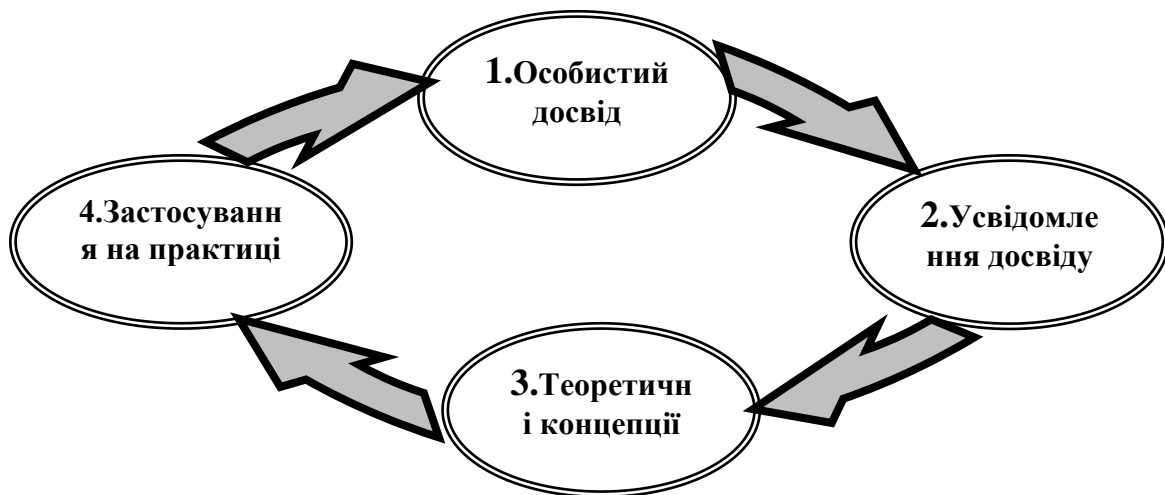 1.Особистий
досвід
2.Усвідомле
ння досвіду
3.Теоретичн
і концепції
4.Застосуванн
я на практиці